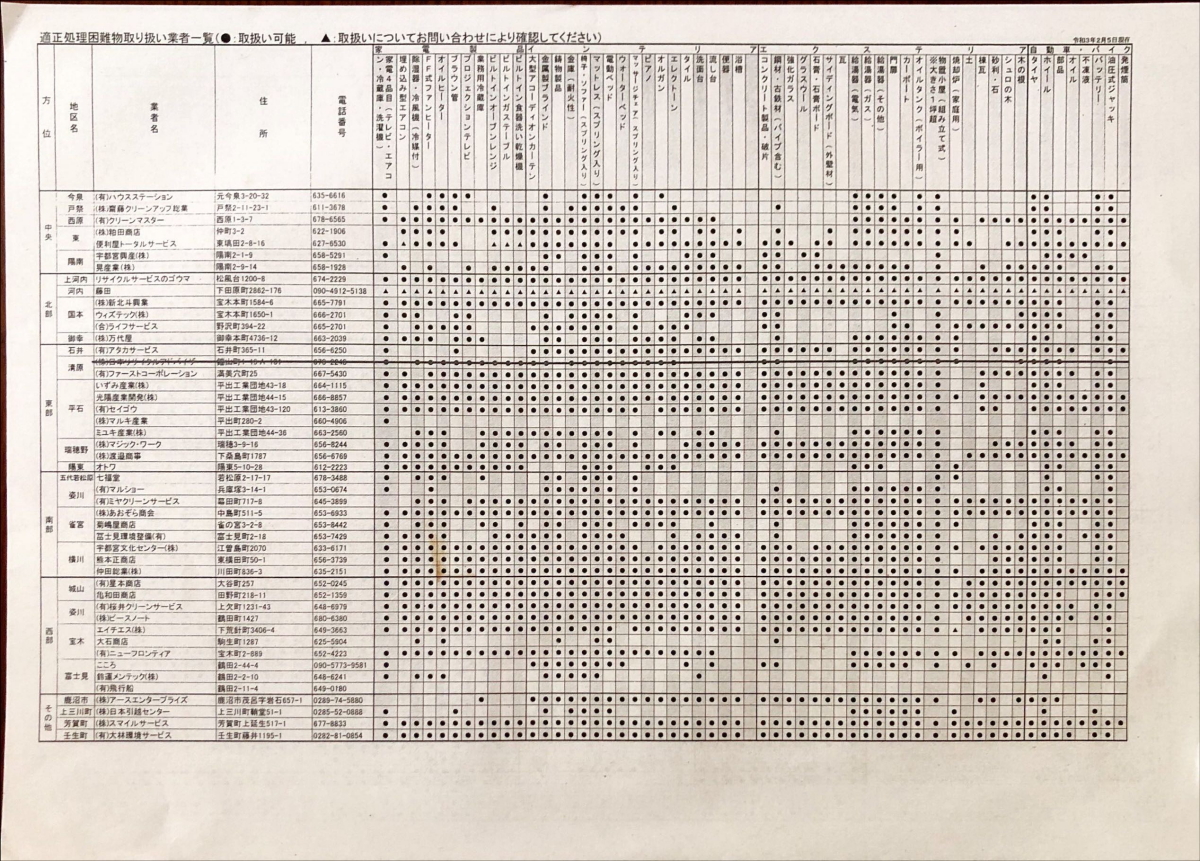 適正処理困難物取り扱い業者一覧(●:取扱い可能 、 ▲:取扱いについてお問い合わせにより確認してください)
令和3年2月5日現在
方位 地区名 業者名 住所 電話番号
家電製品
インテリア
エクステリア
自動車・バイク
家電4品目(テレビ・エアコン・冷蔵庫・洗濯機)
埋め込み型エアコン
除湿器・冷風機(冷媒付)
FF式ファンヒーター
オイルヒーター
ブラウン管
プロジェクションテレビ
業務用冷蔵庫
ビルトインオーブンレンジ
ビルトインガステーブル
ビルトイン食器洗い乾燥機
大型アコーディオンカーテン
金属製ブラインド
鋳物製品
金庫(耐火性)
椅子・ソファー(スプリング入り)
マットレス(スプリング入り)
電動ベッド
ウォーターベッド
マッサージチェア(スプリング入り)
ピアノ
オルガン
エレクトーン
タイル
洗面台
流し台
便器
浴槽
コンクリート製品・破片
鋼材・古鉄材(パイプ含む)
強化ガラス
グラスウール
石膏・石膏ボード
サイディングボード(外壁材)
瓦
給湯器(電気)
給湯器(ガス)
給湯器(その他)
門扉
カーポート
オイルタンク(ボイラー用)
物置小屋(組み立て式)※大きさ1坪超
焼却炉(家庭用)
土
煉瓦
砂利・石
シュロの木
木の根
タイヤ
ホイール
部品
オイル
不凍液
バッテリー
油圧式ジャッキ
発煙筒
中央
今泉 (有)ハウスステーション 元今泉3-20-32 635-6616
戸祭 (株)齋藤クリーンアップ総業 戸祭2-11-23-1 611-3678
西原 (有)クリーンマスター 西原1-3-7 678-6565
東 (株)粕田商店 仲町3-2 622-1906
便利屋トータルサービス 東塙田2-8-16 627-6530
陽南 宇都宮興産(株) 陽南2-1-9 658-5291
晃産業(株) 陽南2-9-14 658-1928
北部
上河内 リサイクルサービスのゴウマ 松風台1200-8 674-2229
河内 藤田 下田原町2862-176 090-4912-5138
国本 (株)新北斗興業 宝木本町1584-6 665-7791
ウィズテック(株) 宝木本町1650-1 666-2701
(合)ライフサービス 野沢町394-22 665-2701
御幸 (株)万代屋 御幸本町4736-12 663-2039
東部
石井 (有)アタカサービス 石井町365-11 656-6250
清原 (株)日本リサイクルアドバイザー
(有)ファーストコーポレーション 満美穴町25 667-5430
平石 いずみ産業(株) 平出工業団地43-18 664-1115
光陽産業開発(株) 平出工業団地44-15 666-8857
(有)セイゴウ 平出工業団地43-120 613-3860
(株)マルキ産業 平出町280-2 660-4906
ミユキ産業(株) 平出工業団地44-36 663-2560
瑞穂野 (株)マジック・ワーク 瑞穂3-9-16 656-8244
(株)渡邉商事 下桑島町1787 656-6769
陽東 オトワ 陽東5-10-28 612-2223
南部
五代若松原 七福堂 若松原2-17-17 678-3488
姿川 (有)マルショー 兵庫塚3-14-1 653-0674
(有)ミヤクリーンサービス 幕田町717-8 645-3899
雀宮 (株)あおぞら商会 中島町511-5 653-6933
菊嶋屋商店 雀の宮3-2-8 653-8442
富士見環境整備(有) 富士見町2-18 653-7429
横川 宇都宮文化センター(株) 江曽島町2070 633-6171
熊本正商店 東横田町50-1 656-3739
仲田総業(株) 川田町836-3 635-2151
西部
城山 (有)星本商店 大谷町257 652-0245
亀和田商店 田野町218-11 652-1359
姿川 (有)桜井クリーンサービス 上欠町1231-43 648-6979
(株)ピースノート 鶴田町1427 680-6380
宝木 エイチエス(株) 下荒針町3406-4 649-3663
大石商店 駒生町1287 625-5904
(有)ニューフロンティア 宝木町2-889 652-4223
富士見 こころ 鶴田2-44-4 090-5773-9581
鈴運メンテック(株) 鶴田2-2-10 648-6241
(有)飛行船 鶴田2-11-4 649-0180
その他
鹿沼市 (株)アースエンタープライズ 鹿沼市茂呂字岩石657-1 0289-74-5880
上三川町 (株)日本引越センター 上三川町鞘堂51-1 0285-52-0888
芳賀町 (株)スマイルサービス 芳賀町上延生517-1 677-8833
壬生町 (有)大林環境サービス 壬生町藤井1195-1 0282-81-0854